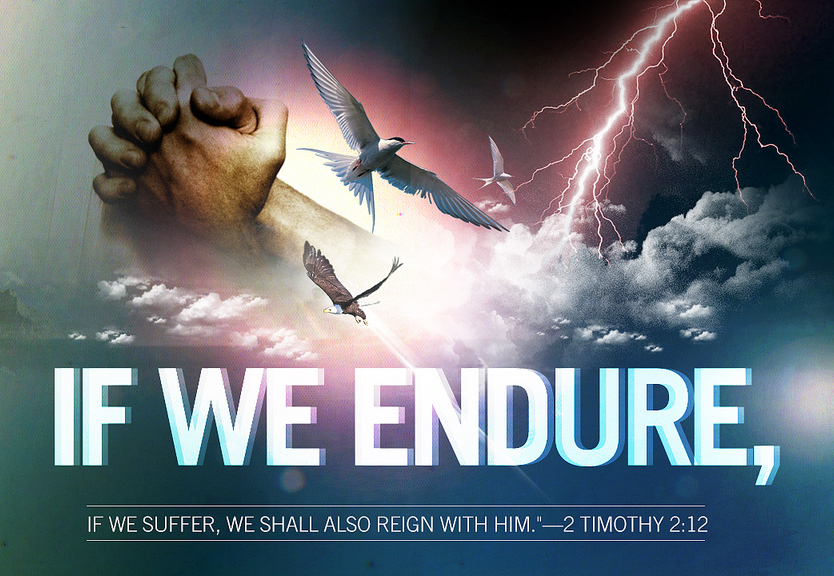 IF WE ENDURE,
IF WE SUFFER, WE SHALL ALSO REIGN WITH HIM."—2 TIMOTHY 2:12